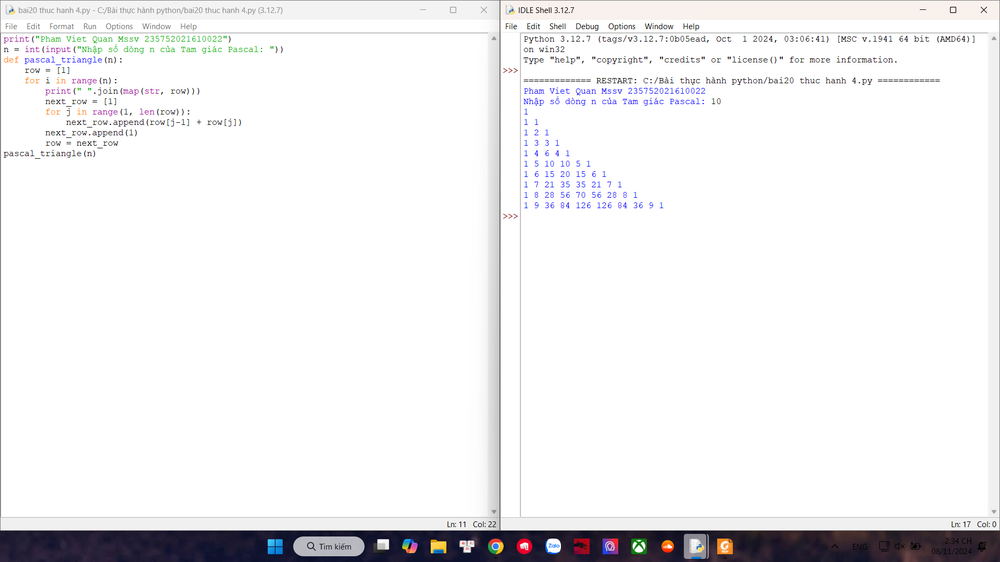 bai20 thuc hanh 4.py - C:/Bài thực hành python/bai20 thuc hanh 4.py (3.12.7)
File Edit Format Run Options Window Help
print("Pham Viet Quan Mssv 235752021610022")
n = int(input("Nhập số dòng n của Tam giác Pascal: "))
def pascal_triangle(n):
    row = [1]
    for i in range(n):
        print(" ".join(map(str, row)))
        next_row = [1]
        for j in range(1, len(row)):
            next_row.append(row[j-1] + row[j])
        next_row.append(1)
        row = next_row
pascal_triangle(n)
Ln: 11 Col: 22
IDLE Shell 3.12.7
File Edit Shell Debug Options Window Help
Python 3.12.7 (tags/v3.12.7:0b05ead, Oct  1 2024, 03:06:41) [MSC v.1941 64 bit (AMD64)]
on win32
Type "help", "copyright", "credits" or "license()" for more information.
>>>
============= RESTART: C:/Bài thực hành python/bai20 thuc hanh 4.py ============
Pham Viet Quan Mssv 235752021610022
Nhập số dòng n của Tam giác Pascal: 10
1
1 1
1 2 1
1 3 3 1
1 4 6 4 1
1 5 10 10 5 1
1 6 15 20 15 6 1
1 7 21 35 35 21 7 1
1 8 28 56 70 56 28 8 1
1 9 36 84 126 126 84 36 9 1
>>>
Ln: 17 Col: 0
Tìm kiếm
Zalo
PDF
ENG
2:34 CH
08/11/2024